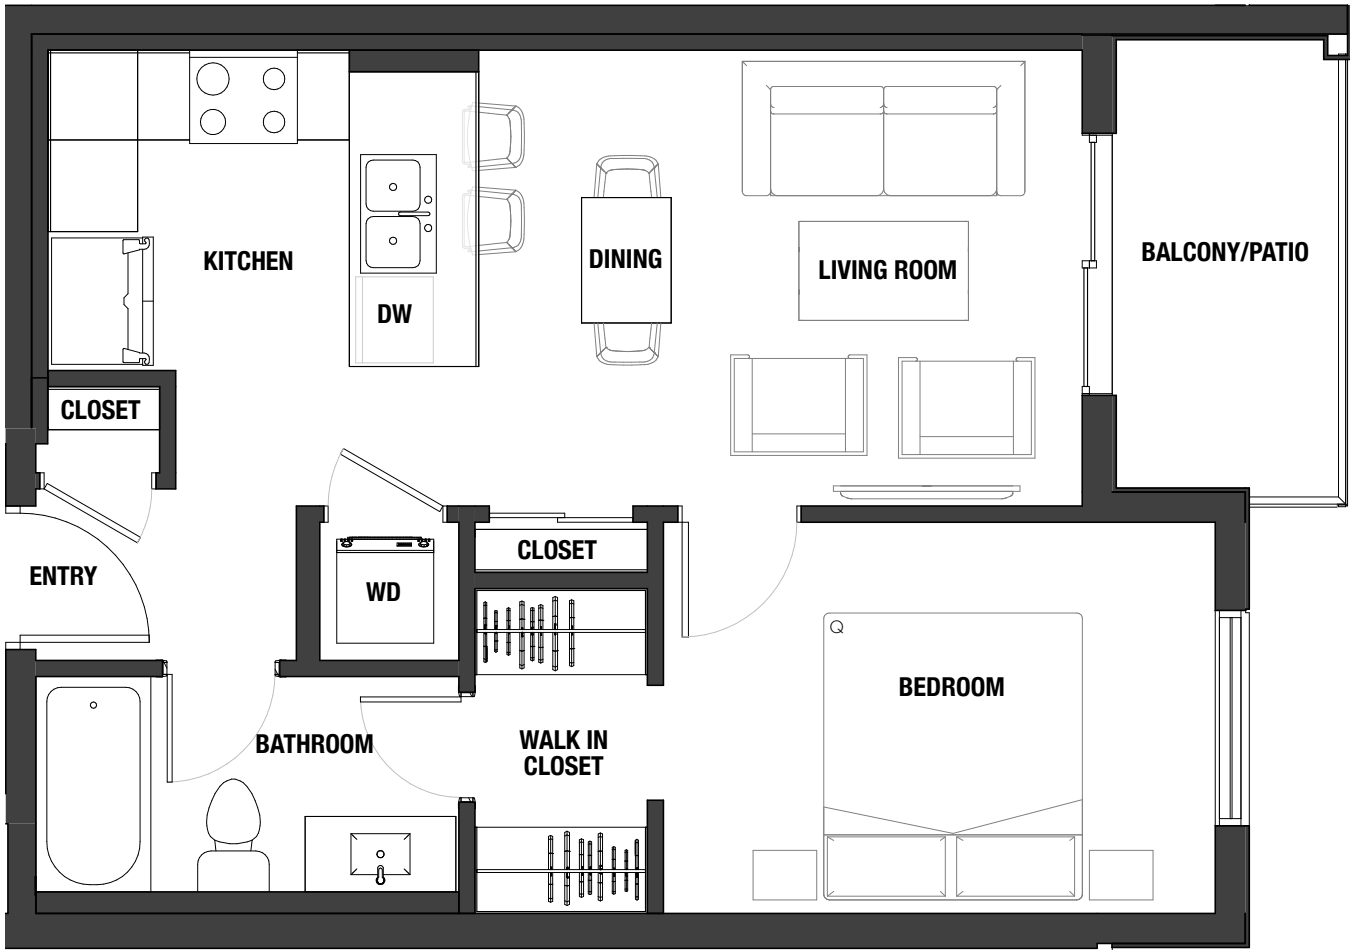 KITCHEN
DINING
LIVING ROOM
BALCONY/PATIO
DW
CLOSET
ENTRY
WD
CLOSET
Q
BEDROOM
BATHROOM
WALK IN
CLOSET